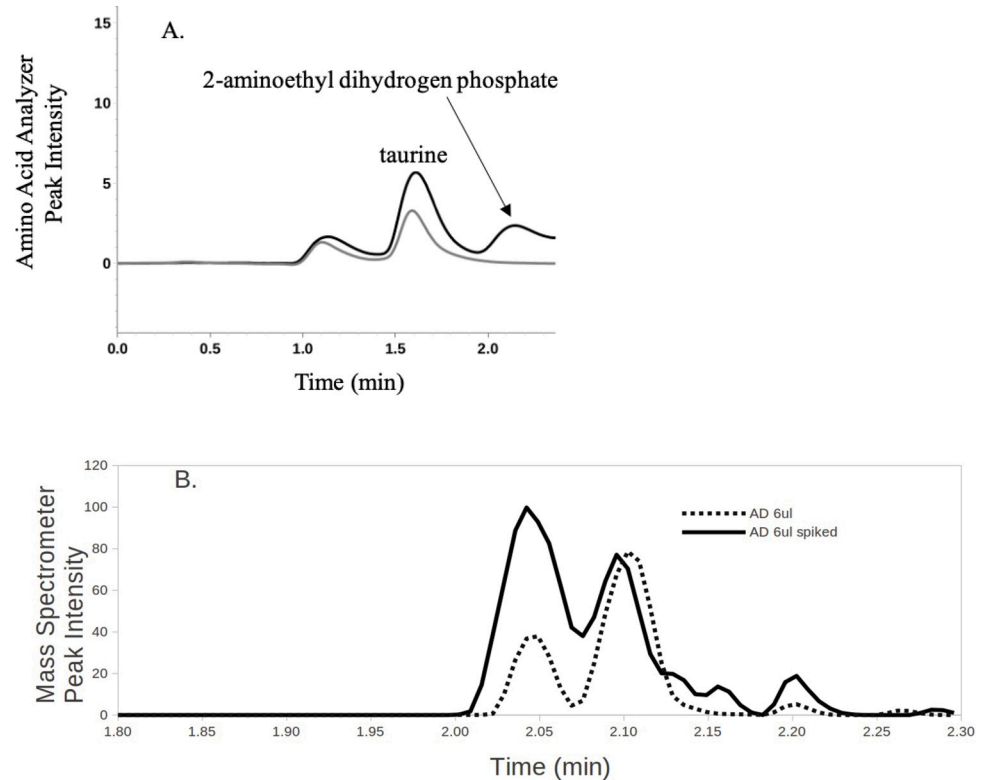 A.
Amino Acid Analyzer
Peak Intensity
15
10
5
0
2-aminoethyl dihydrogen phosphate
taurine
0.0 0.5 1.0 1.5 2.0
Time (min)
B.
Mass Spectrometer
Peak Intensity
120
100
80
60
40
20
0
AD 6ul
AD 6ul spiked
1.80 1.85 1.90 1.95 2.00 2.05 2.10 2.15 2.20 2.25 2.30
Time (min)